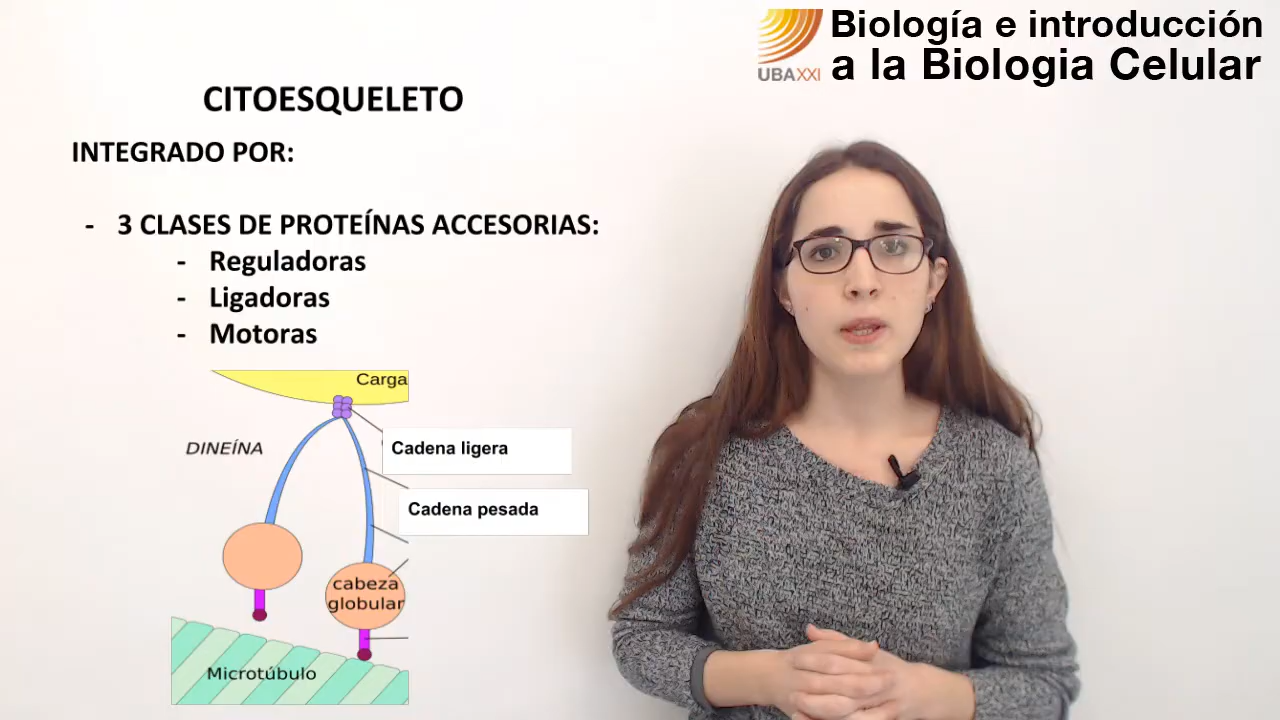 UBAXXI
Biología e introducción
a la Biologia Celular
CITOESQUELETO
INTEGRADO POR:
- 3 CLASES DE PROTEÍNAS ACCESORIAS:
- Reguladoras
- Ligadoras
- Motoras
Carga
DINEÍNA
Cadena ligera
Cadena pesada
cabeza
globular
Microtúbulo